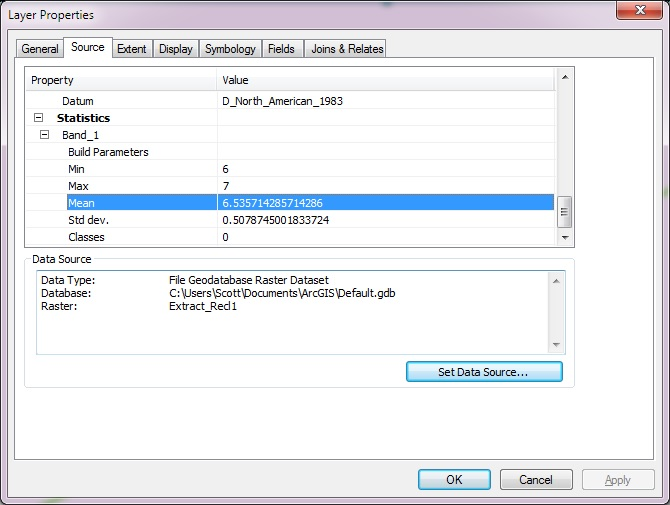 Layer Properties
General Source Extent Display Symbology Fields Joins & Relates
Property Value
Datum D_North_American_1983
Statistics
Band_1
Build Parameters
Min 6
Max 7
Mean 6.535714285714286
Std dev. 0.5078745001833724
Classes 0
Data Source
Data Type: File Geodatabase Raster Dataset
Database: C:\Users\Scott\Documents\ArcGIS\Default.gdb
Raster: Extract_Recl1
Set Data Source...
OK Cancel Apply